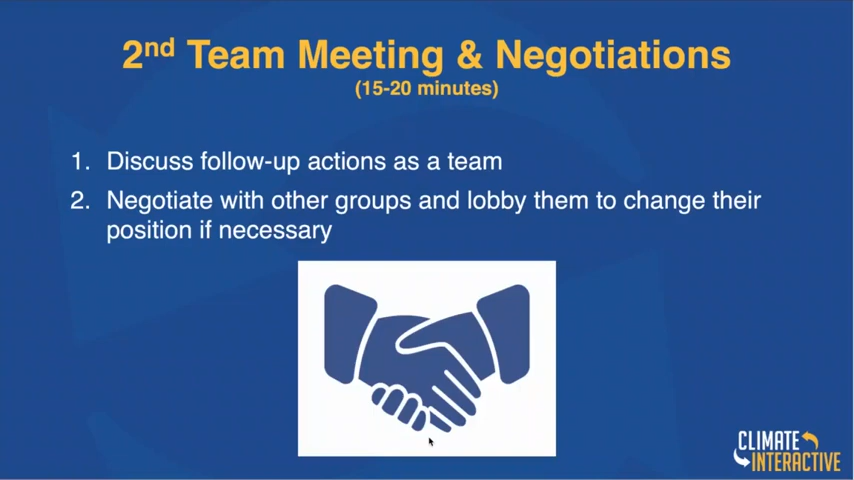 2nd Team Meeting & Negotiations
(15-20 minutes)
1. Discuss follow-up actions as a team
2. Negotiate with other groups and lobby them to change their
position if necessary
CLIMATE
INTERACTIVE